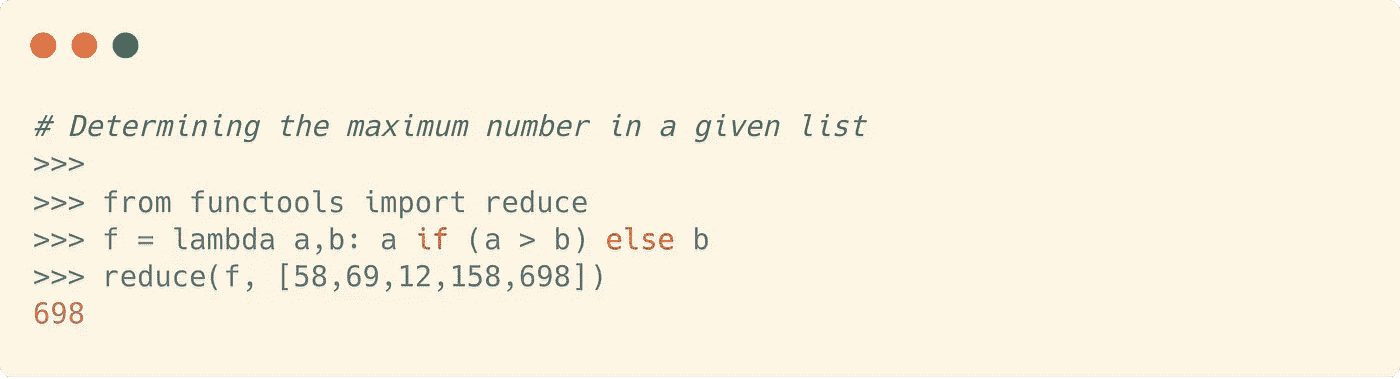 # Determining the maximum number in a given list
>>>
>>> from functools import reduce
>>> f = lambda a,b: a if (a > b) else b
>>> reduce(f, [58,69,12,158,698])
698